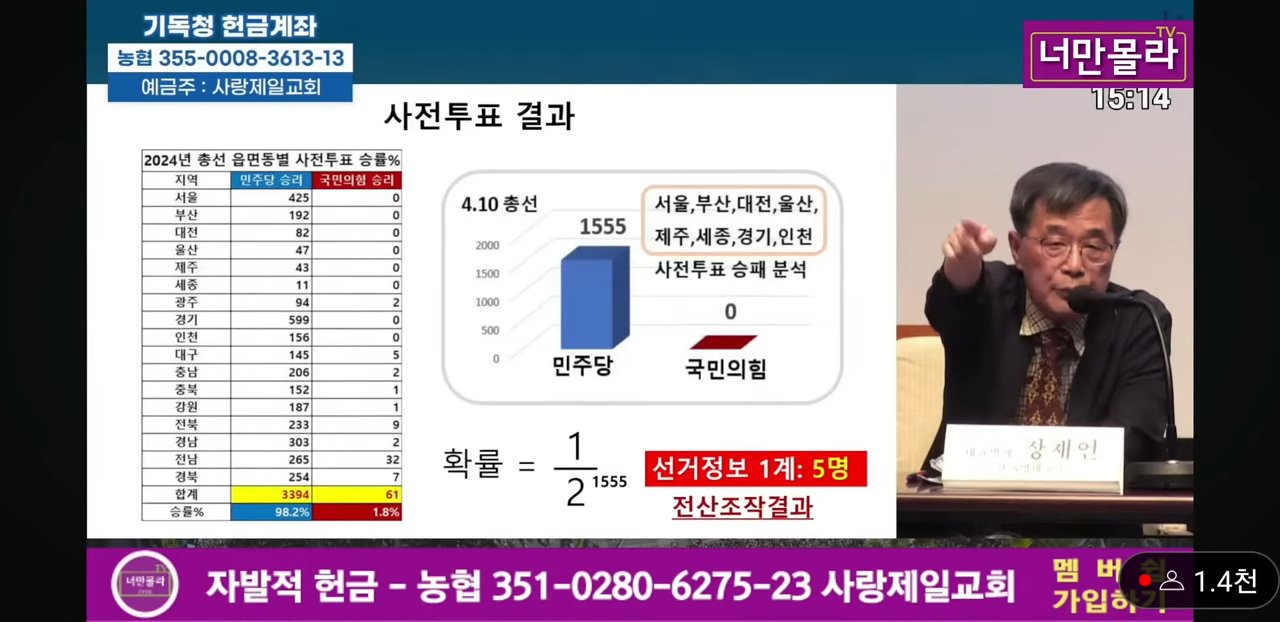 기독청 헌금계좌
농협 355-0008-3613-13
예금주 : 사랑제일교회
너만몰라
TV
15:14
사전투표 결과
2024년 총선 읍면동별 사전투표 승률%
지역 민주당 승리 국민의힘 승리
서울 425 0
부산 192 0
대전 82 0
울산 47 0
제주 43 0
세종 11 0
광주 94 2
경기 599 0
인천 156 0
대구 145 5
충남 206 2
충북 152 1
강원 187 1
전북 233 9
경남 303 2
전남 265 32
경북 254 7
합계 3394 61
승률% 98.2% 1.8%
4.10 총선
서울,부산,대전,울산,
제주,세종,경기,인천
사전투표 승패 분석
2000
1500
1000
500
0
1555
0
민주당
국민의힘
확률 = 1/2 1555
선거정보 1계: 5명
전산조작결과
장재언
너만몰라
TV
자발적 헌금 – 농협 351-0280-6275-23 사랑제일교회
멤버쉽
가입하기
1.4천